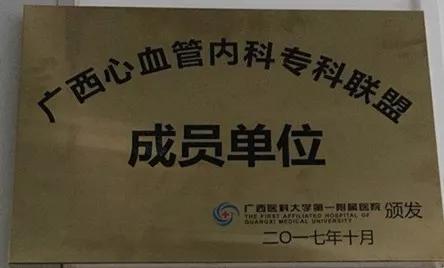 广西心血管内科专科联盟
成员单位
广西医科大学第一附属医院 颁发
THE FIRST AFFILIATED HOSPITAL OF
GUANGXI MEDICAL UNIVERSITY
二〇一七年十月